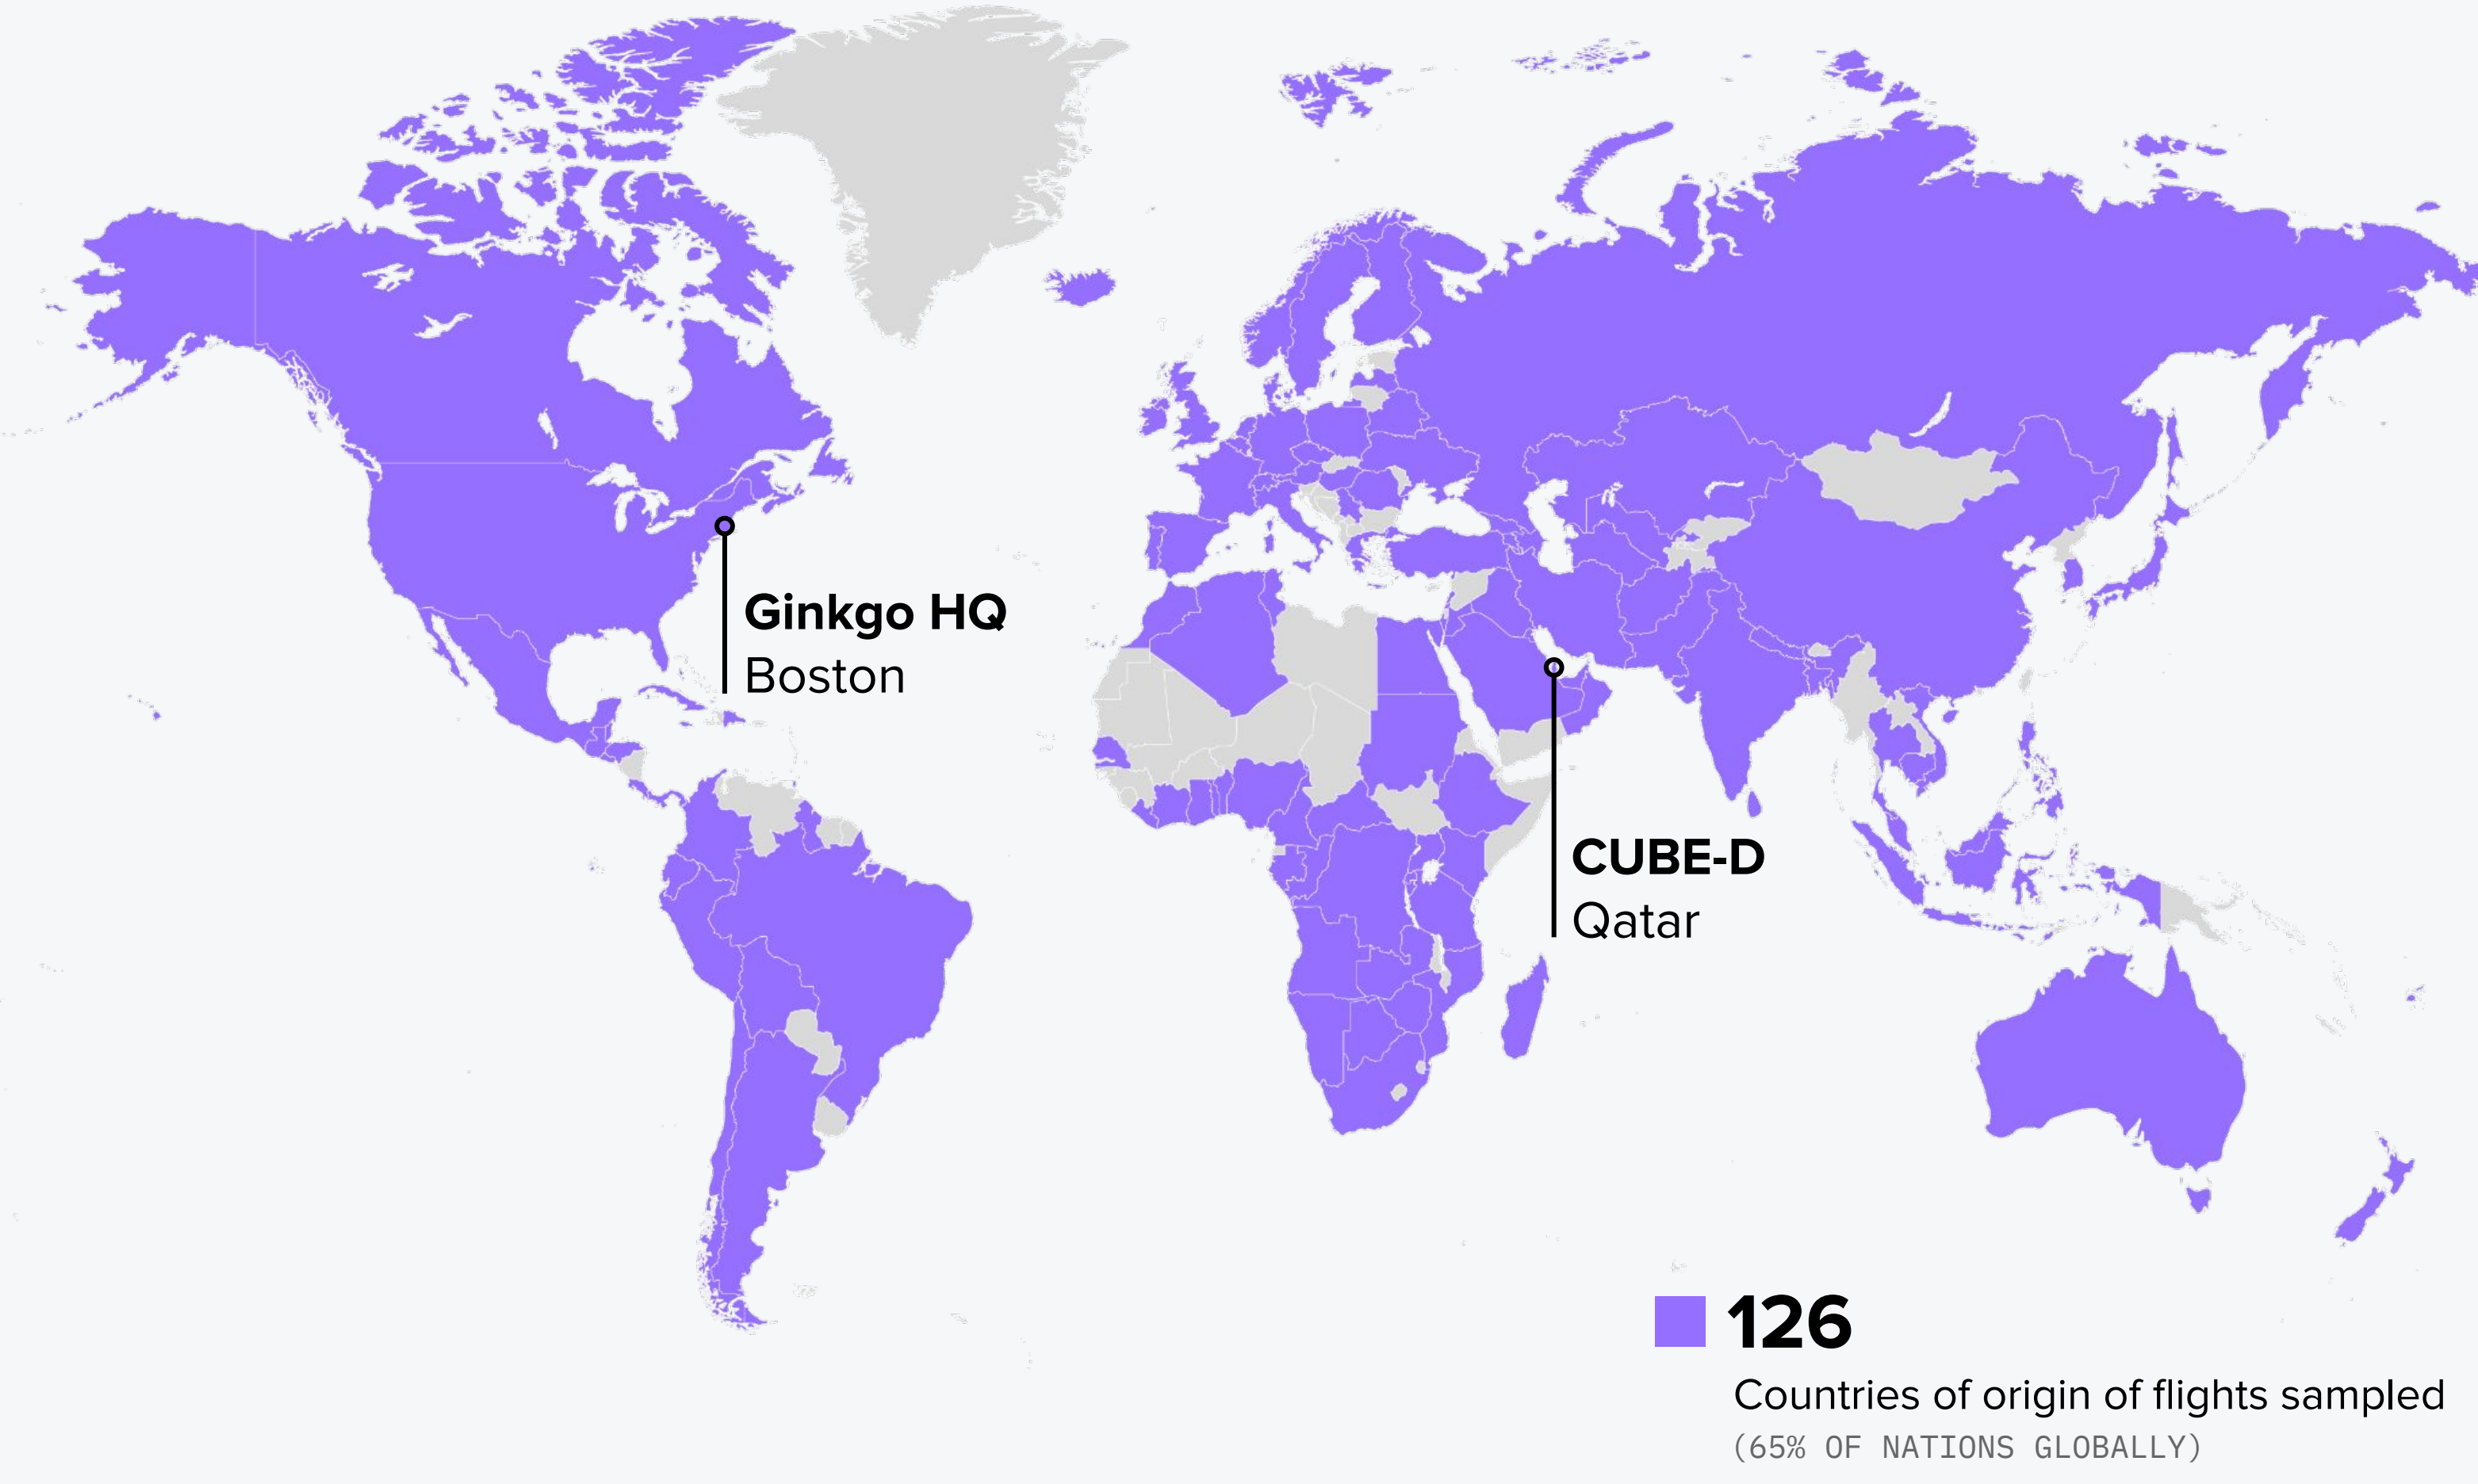 Ginkgo HQ
Boston
CUBE-D
Qatar
126
Countries of origin of flights sampled
(65% OF NATIONS GLOBALLY)